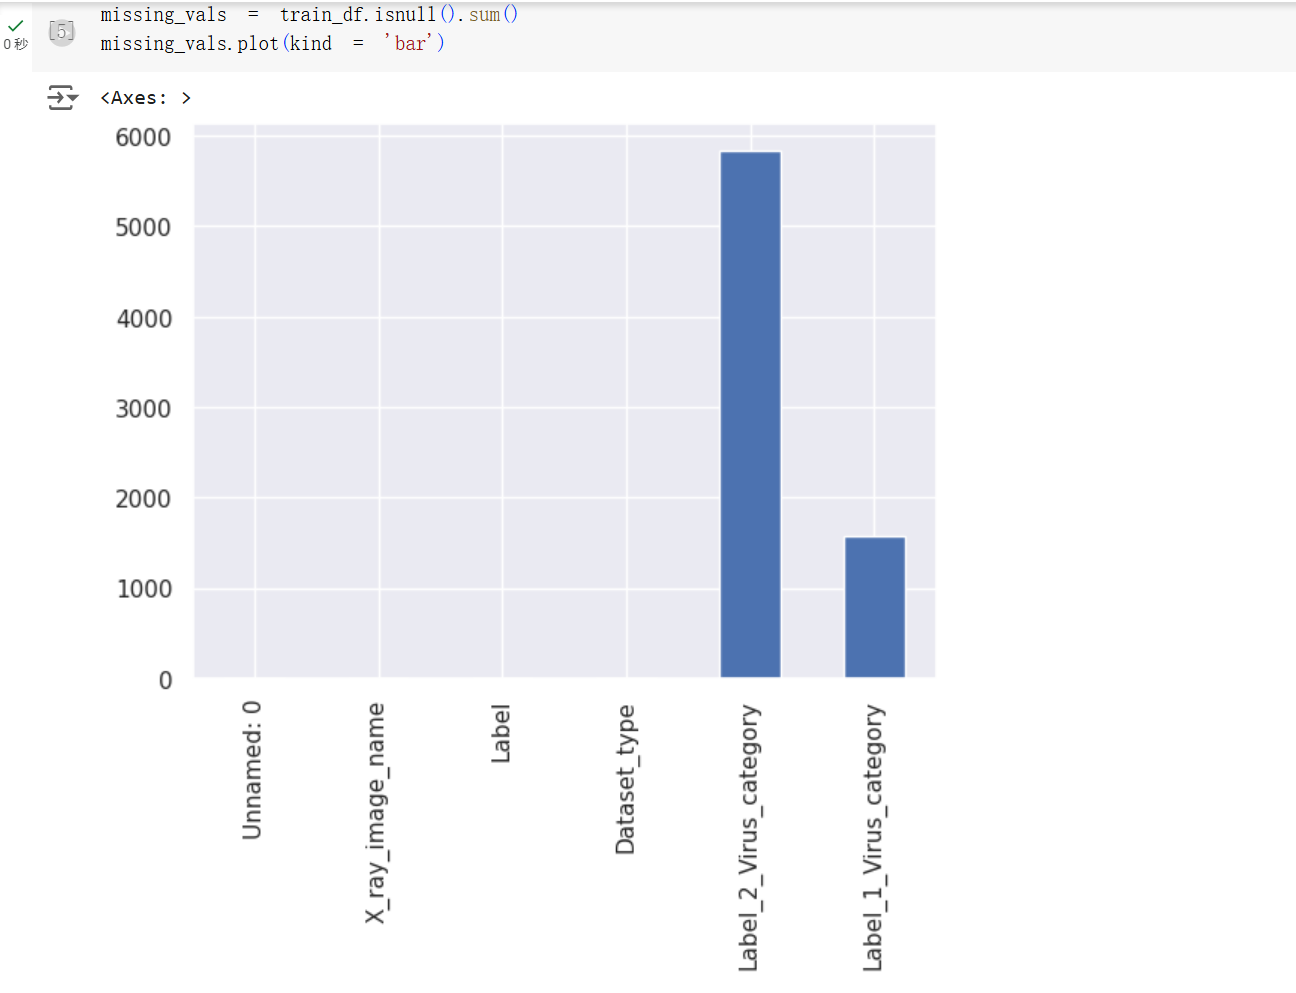 missing_vals = train_df.isnull().sum()
[5]
0 秒
missing_vals.plot(kind = 'bar')
<Axes: >
6000
5000
4000
3000
2000
1000
0
Unnamed: 0
X_ray_image_name
Label
Dataset_type
Label_2_Virus_category
Label_1_Virus_category